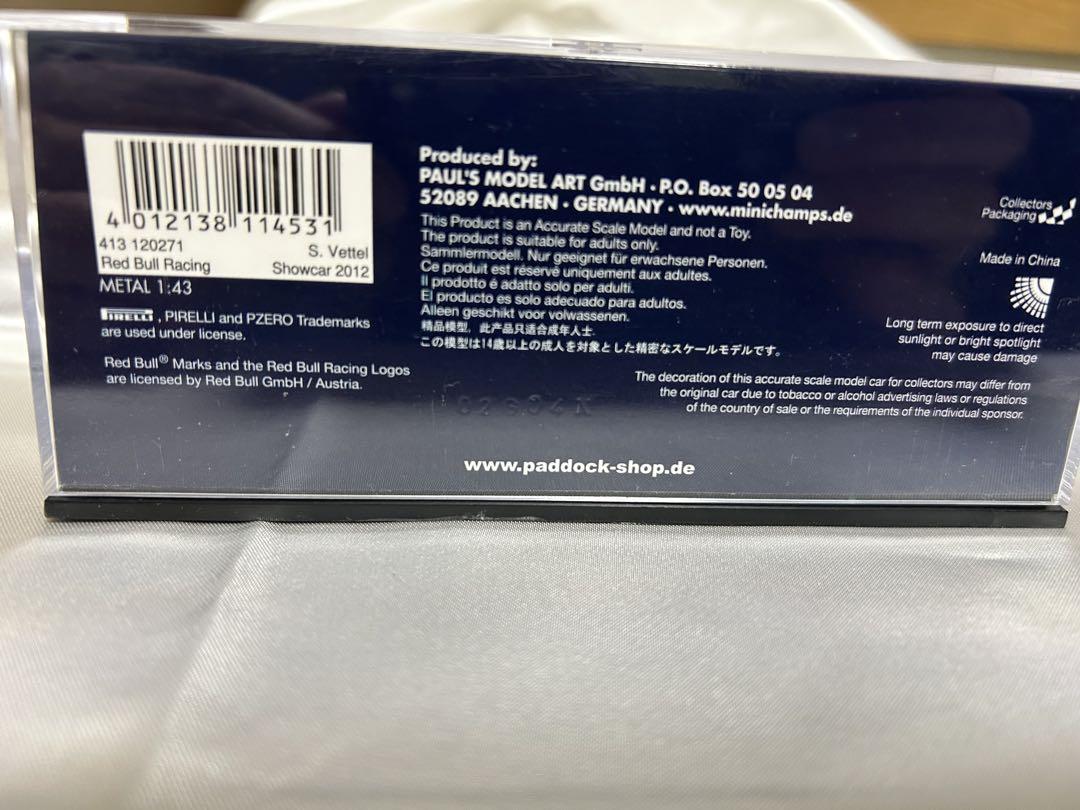 4 012138 114531
413 120271 S. Vettel
Red Bull Racing Showcar 2012
METAL 1:43
PIRELLI, PIRELLI and PZERO Trademarks
are used under license.
Red Bull® Marks and the Red Bull Racing Logos
are licensed by Red Bull GmbH / Austria.
Produced by:
PAUL'S MODEL ART GmbH · P.O. Box 50 05 04
52089 AACHEN · GERMANY · www.minichamps.de
This Product is an Accurate Scale Model and not a Toy.
The product is suitable for adults only.
Sammlermodell. Nur geeignet für erwachsene Personen.
Ce produit est réservé uniquement aux adultes.
Il prodotto é adatto solo per adulti.
El producto es solo adecuado para adultos.
Alleen geschikt voor volwassenen.
精品模型，此产品只适合成年人士
この模型は14歳以上の成人を対象とした精密なスケールモデルです。
Collectors
Packaging
Made in China
Long term exposure to direct
sunlight or bright spotlight
may cause damage
The decoration of this accurate scale model car for collectors may differ from
the original car due to tobacco or alcohol advertising laws or regulations
of the country of sale or the requirements of the individual sponsor.
www.paddock-shop.de